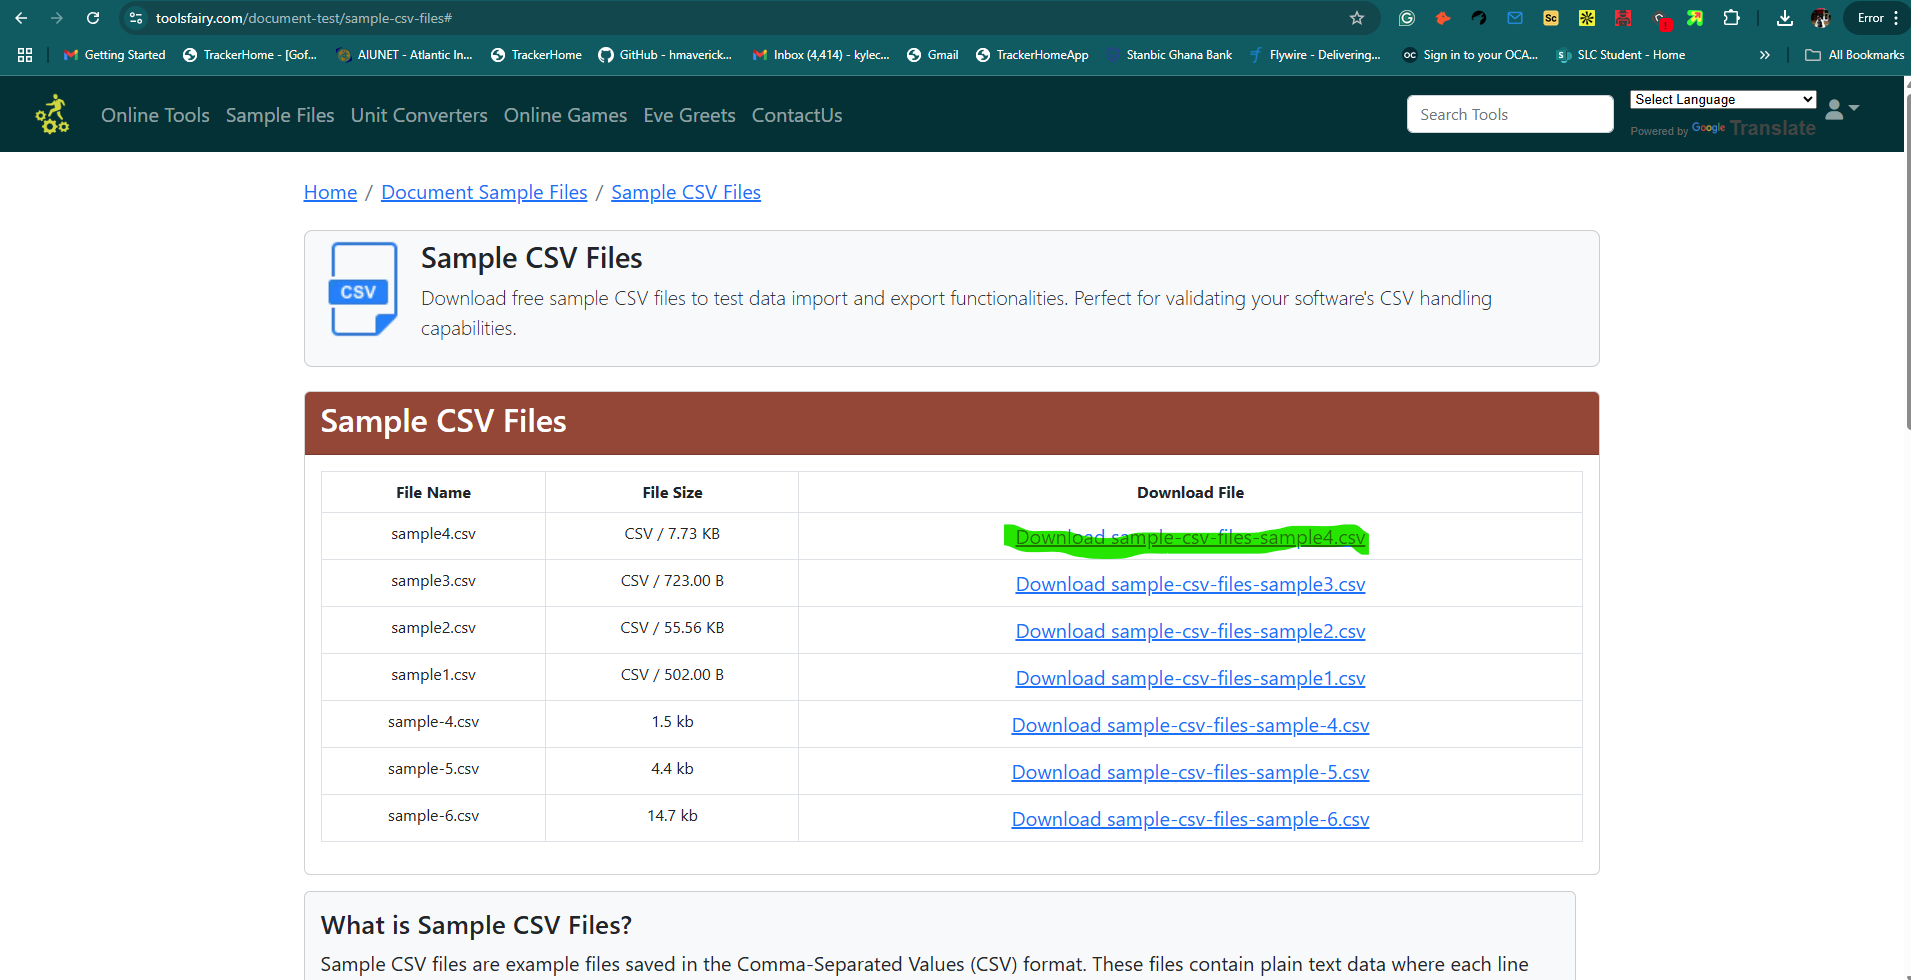 toolsfairy.com/document-test/sample-csv-files#
Sc
Error
Getting Started
TrackerHome - [Gof...
AIUNET - Atlantic In...
TrackerHome
GitHub - hmaverick...
Inbox (4,414) - kylec...
Gmail
TrackerHomeApp
Stanbic Ghana Bank
Flywire - Delivering...
OC Sign in to your OCA...
SLC Student - Home
»
All Bookmarks
Online Tools Sample Files Unit Converters Online Games Eve Greets ContactUs
Search Tools
Select Language
Powered by Google Translate
Home / Document Sample Files / Sample CSV Files
CSV
Sample CSV Files
Download free sample CSV files to test data import and export functionalities. Perfect for validating your software's CSV handling
capabilities.
Sample CSV Files
File Name File Size Download File
sample4.csv CSV / 7.73 KB Download sample-csv-files-sample4.csv
sample3.csv CSV / 723.00 B Download sample-csv-files-sample3.csv
sample2.csv CSV / 55.56 KB Download sample-csv-files-sample2.csv
sample1.csv CSV / 502.00 B Download sample-csv-files-sample1.csv
sample-4.csv 1.5 kb Download sample-csv-files-sample-4.csv
sample-5.csv 4.4 kb Download sample-csv-files-sample-5.csv
sample-6.csv 14.7 kb Download sample-csv-files-sample-6.csv
What is Sample CSV Files?
Sample CSV files are example files saved in the Comma-Separated Values (CSV) format. These files contain plain text data where each line